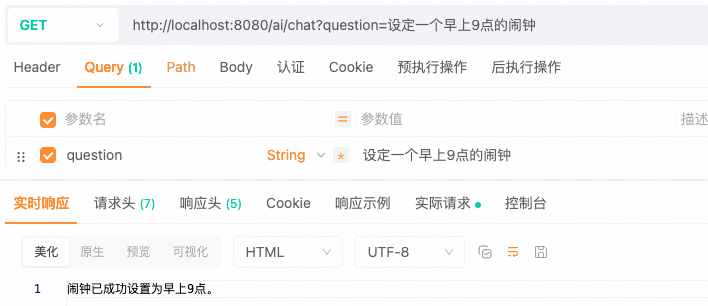 GET http://localhost:8080/ai/chat?question=设定一个早上9点的闹钟
Header Query (1) Path Body 认证 Cookie 预执行操作 后执行操作
参数名 = 参数值 描述
question String * 设定一个早上9点的闹钟
实时响应 请求头 (7) 响应头 (5) Cookie 响应示例 实际请求 控制台
美化 原生 预览 可视化 HTML UTF-8
1 闹钟已成功设置为早上9点。